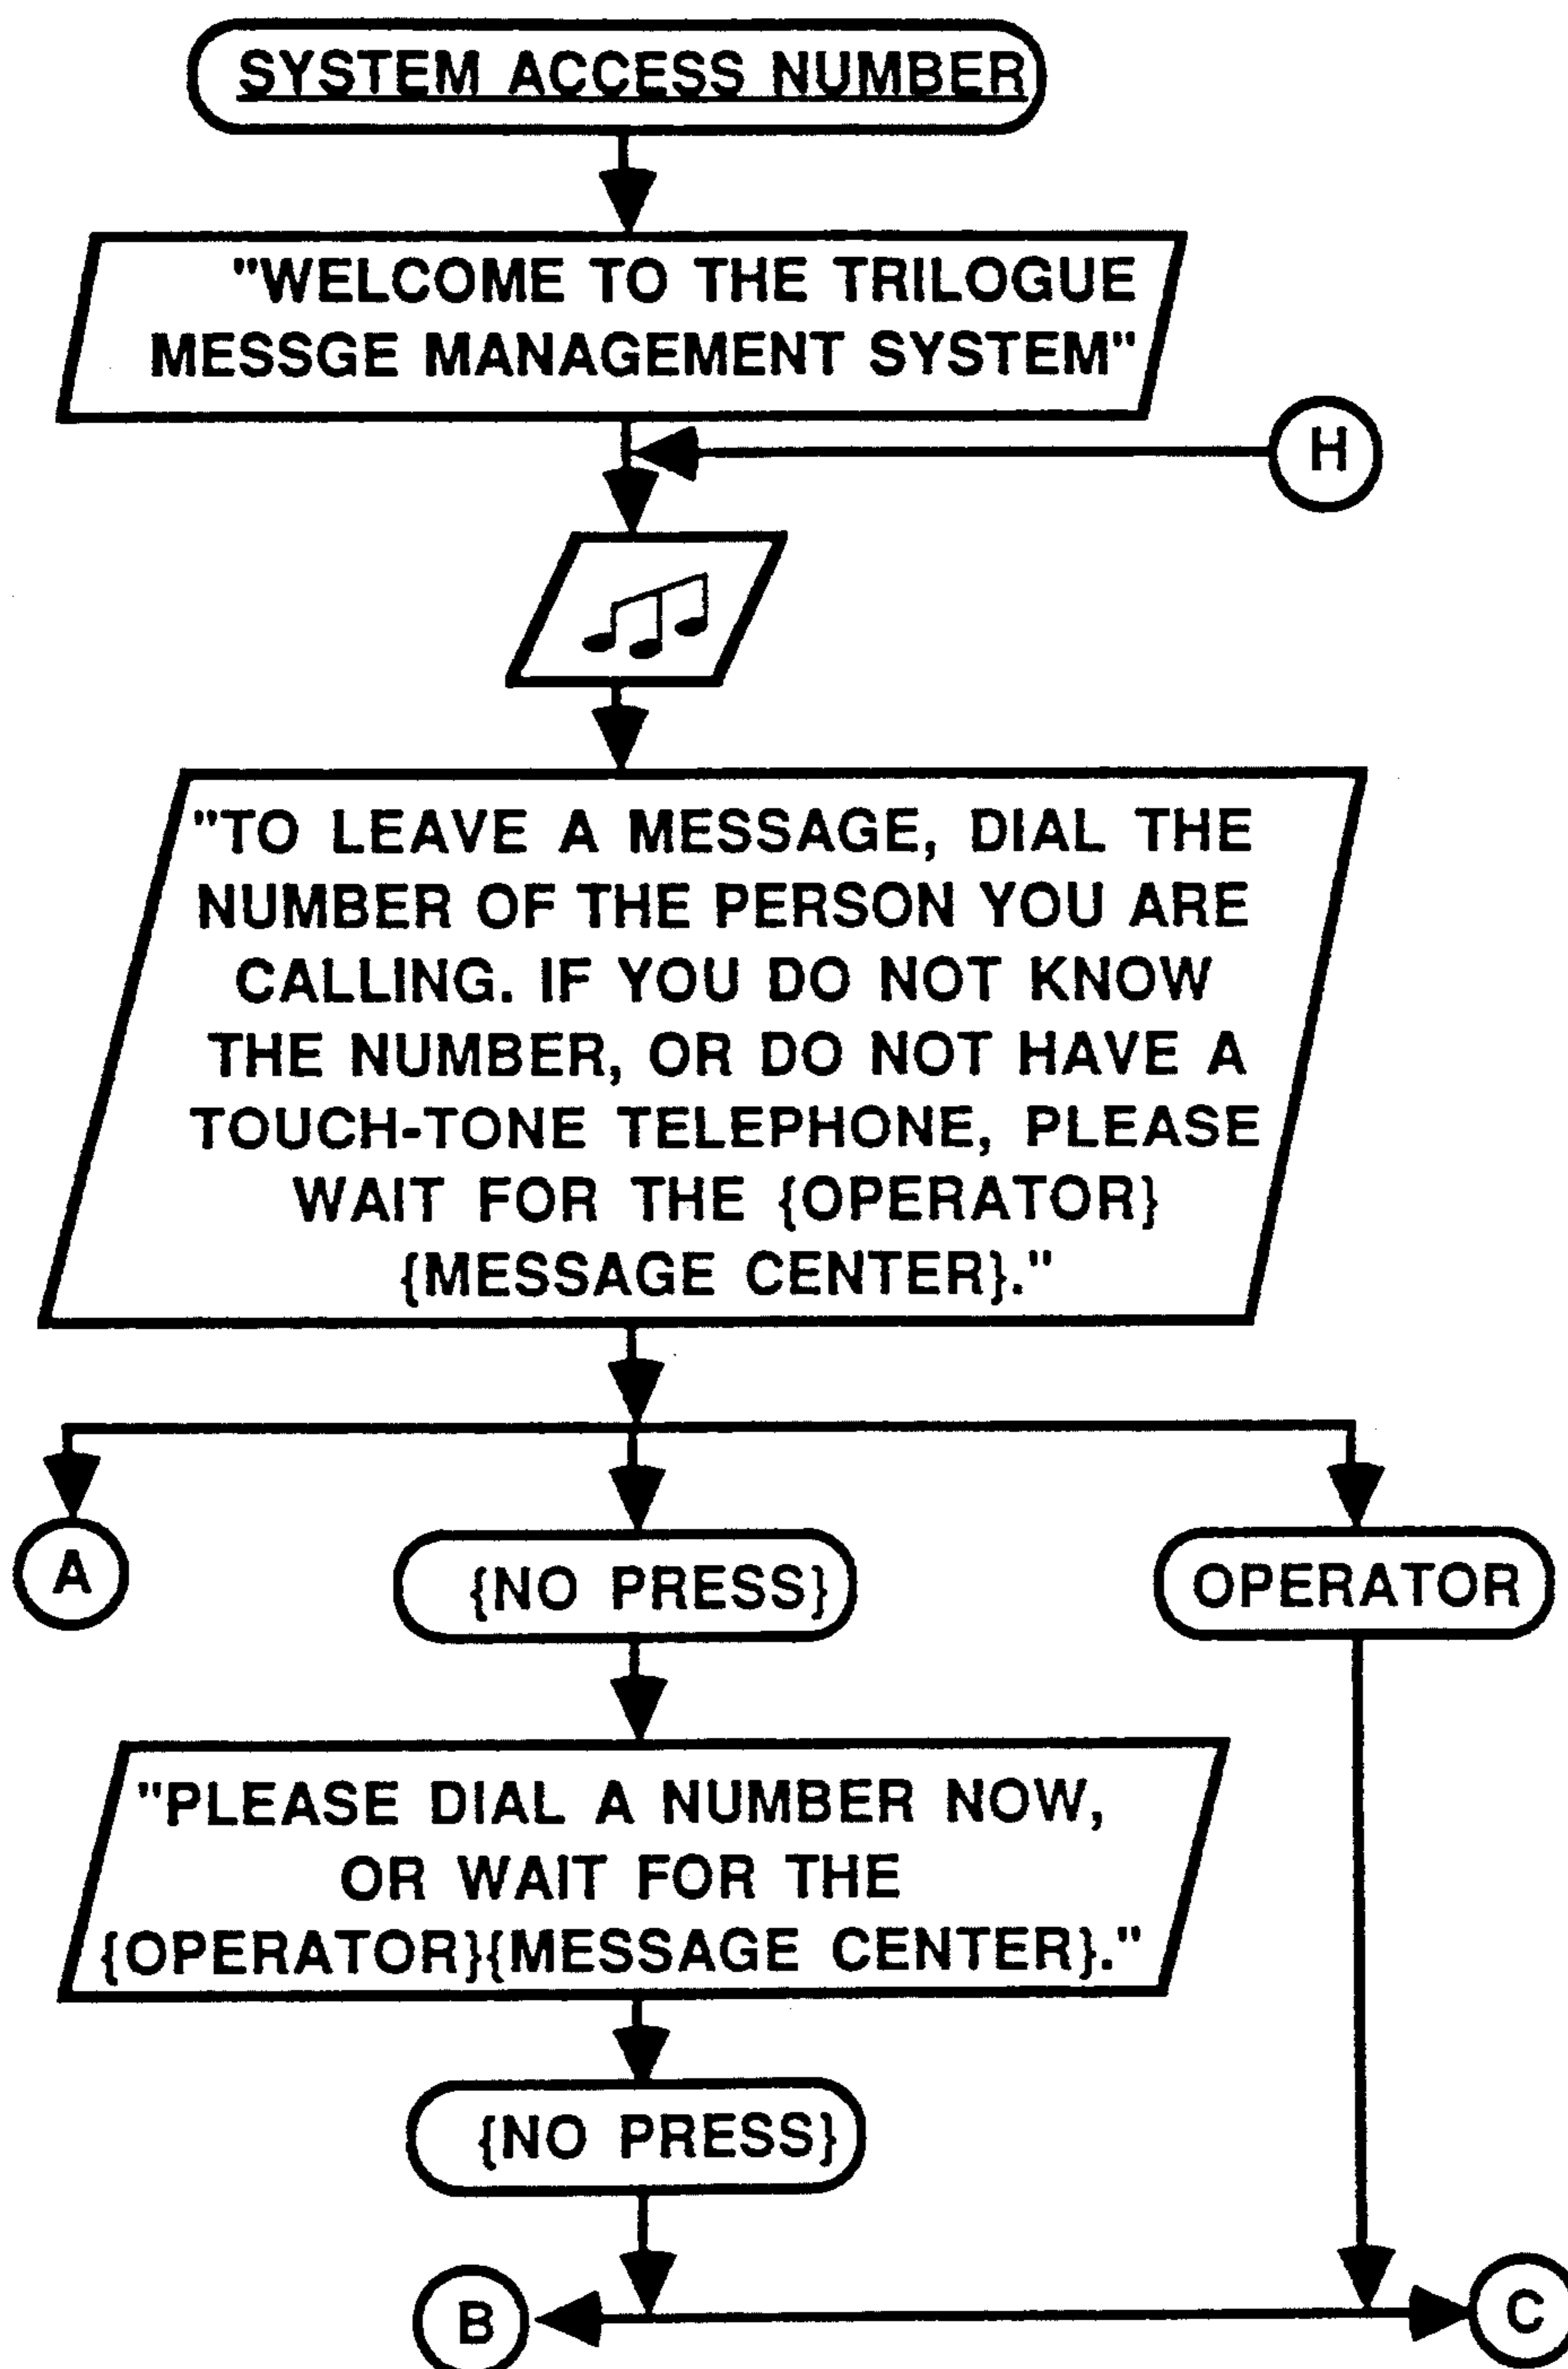 SYSTEM ACCESS NUMBER
"WELCOME TO THE TRILOGUE
MESSGE MANAGEMENT SYSTEM"
H
"TO LEAVE A MESSAGE, DIAL THE
NUMBER OF THE PERSON YOU ARE
CALLING. IF YOU DO NOT KNOW
THE NUMBER, OR DO NOT HAVE A
TOUCH-TONE TELEPHONE, PLEASE
WAIT FOR THE {OPERATOR}
{MESSAGE CENTER}."
A
{NO PRESS}
OPERATOR
"PLEASE DIAL A NUMBER NOW,
OR WAIT FOR THE
{OPERATOR}{MESSAGE CENTER}."
{NO PRESS}
B
C